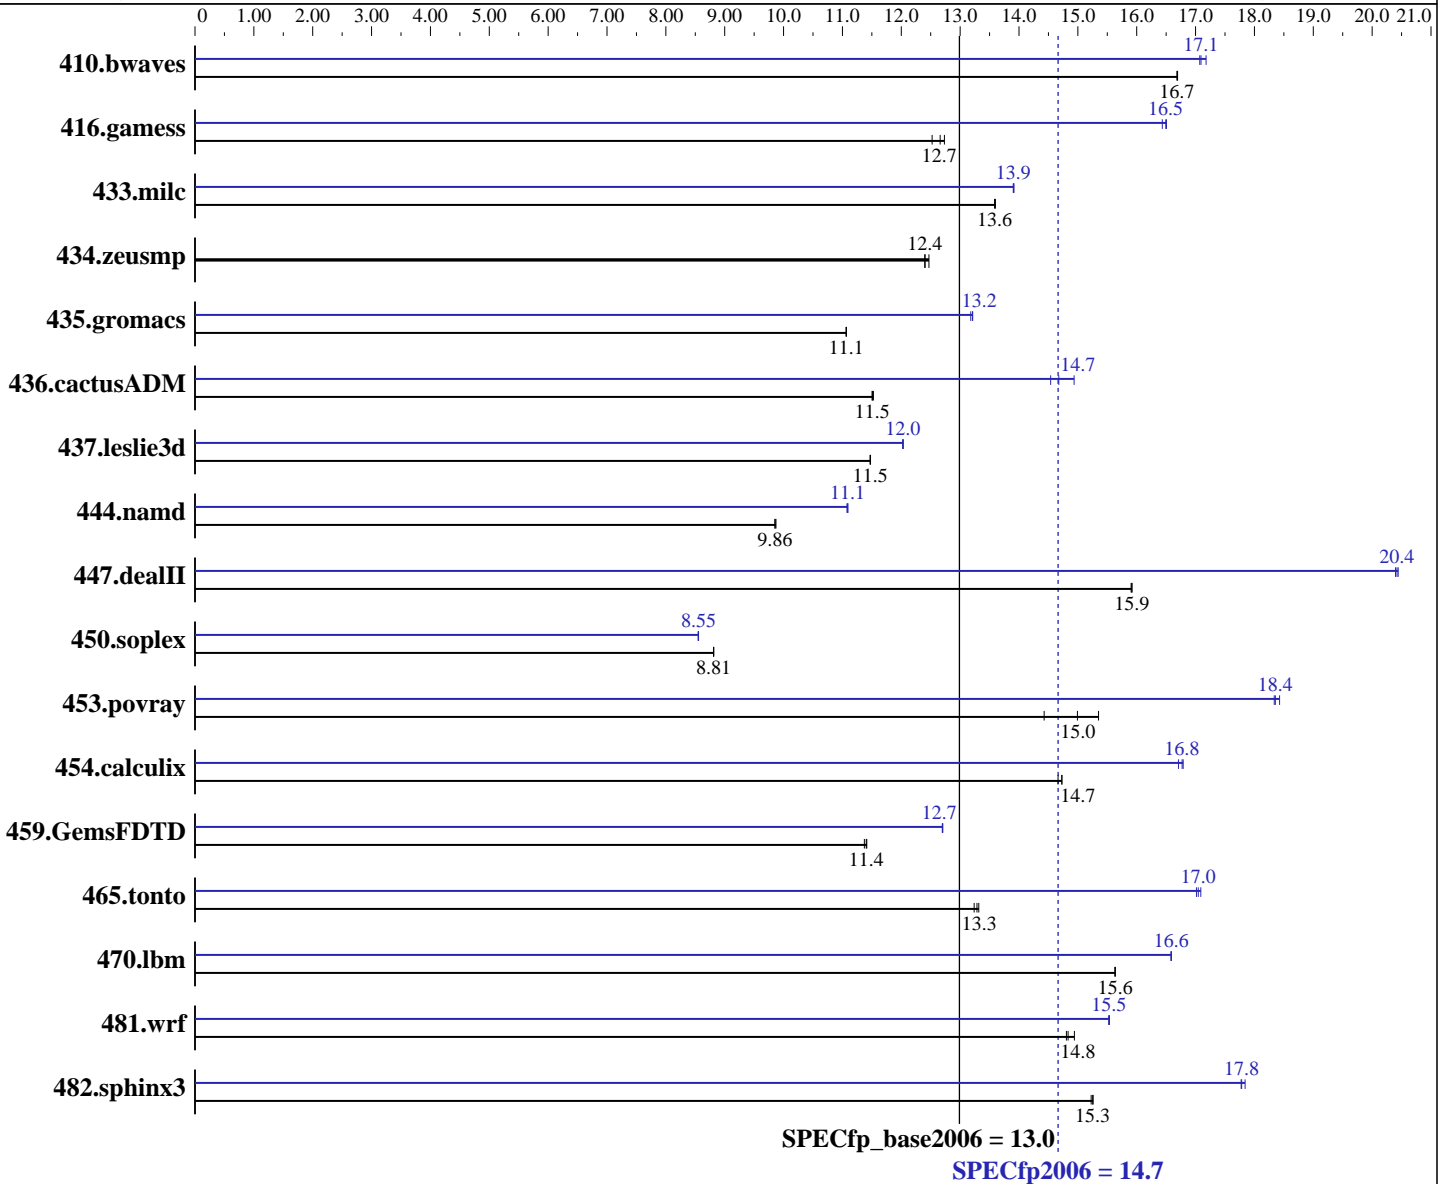 0 1.00 2.00 3.00 4.00 5.00 6.00 7.00 8.00 9.00 10.0 11.0 12.0 13.0 14.0 15.0 16.0 17.0 18.0 19.0 20.0 21.0
410.bwaves 17.1
16.7
416.gamess 16.5
12.7
433.milc 13.9
13.6
434.zeusmp 12.4
435.gromacs 13.2
11.1
436.cactusADM 14.7
11.5
437.leslie3d 12.0
11.5
444.namd 11.1
9.86
447.dealII 20.4
15.9
450.soplex 8.55
8.81
453.povray 18.4
15.0
454.calculix 16.8
14.7
459.GemsFDTD 12.7
11.4
465.tonto 17.0
13.3
470.lbm 16.6
15.6
481.wrf 15.5
14.8
482.sphinx3 17.8
15.3
SPECfp_base2006 = 13.0
SPECfp2006 = 14.7